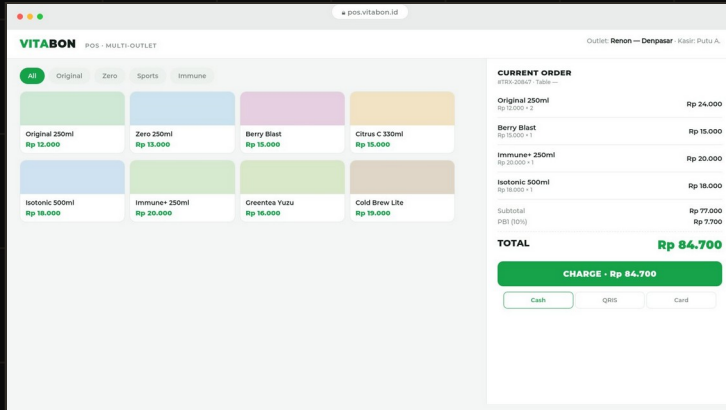 pos.vitabon.id
VITABON POS · MULTI-OUTLET
Outlet: Renon — Denpasar · Kasir: Putu A.
All
Original
Zero
Sports
Immune
Original 250ml
Rp 12.000
Zero 250ml
Rp 13.000
Berry Blast
Rp 15.000
Citrus C 330ml
Rp 15.000
Isotonic 500ml
Rp 18.000
Immune+ 250ml
Rp 20.000
Greentea Yuzu
Rp 16.000
Cold Brew Lite
Rp 19.000
CURRENT ORDER
#TRX-20847 · Table —
Original 250ml
Rp 12.000 × 2
Rp 24.000
Berry Blast
Rp 15.000 × 1
Rp 15.000
Immune+ 250ml
Rp 20.000 × 1
Rp 20.000
Isotonic 500ml
Rp 18.000 × 1
Rp 18.000
Subtotal Rp 77.000
PB1 (10%) Rp 7.700
TOTAL Rp 84.700
CHARGE · Rp 84.700
Cash
QRIS
Card